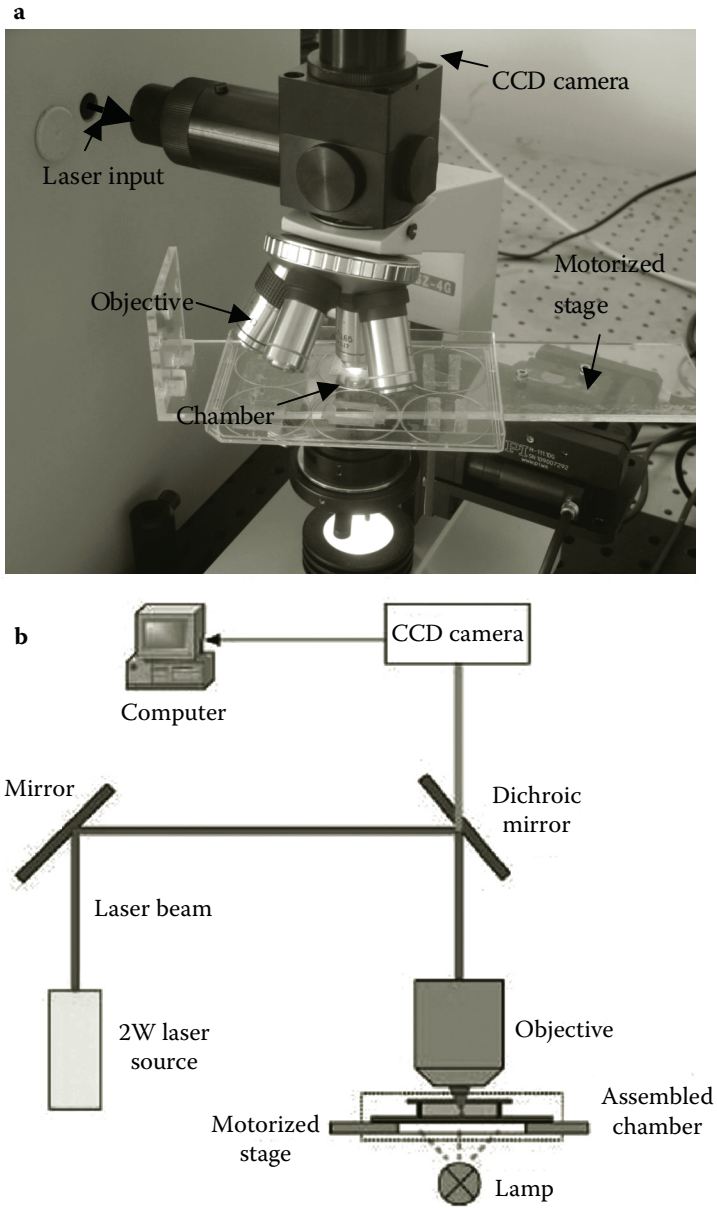 a
CCD camera
Laser input
Motorized
stage
Objective
Chamber
b
CCD camera
Computer
Mirror
Dichroic
mirror
Laser beam
2W laser
source
Objective
Assembled
chamber
Motorized
stage
Lamp